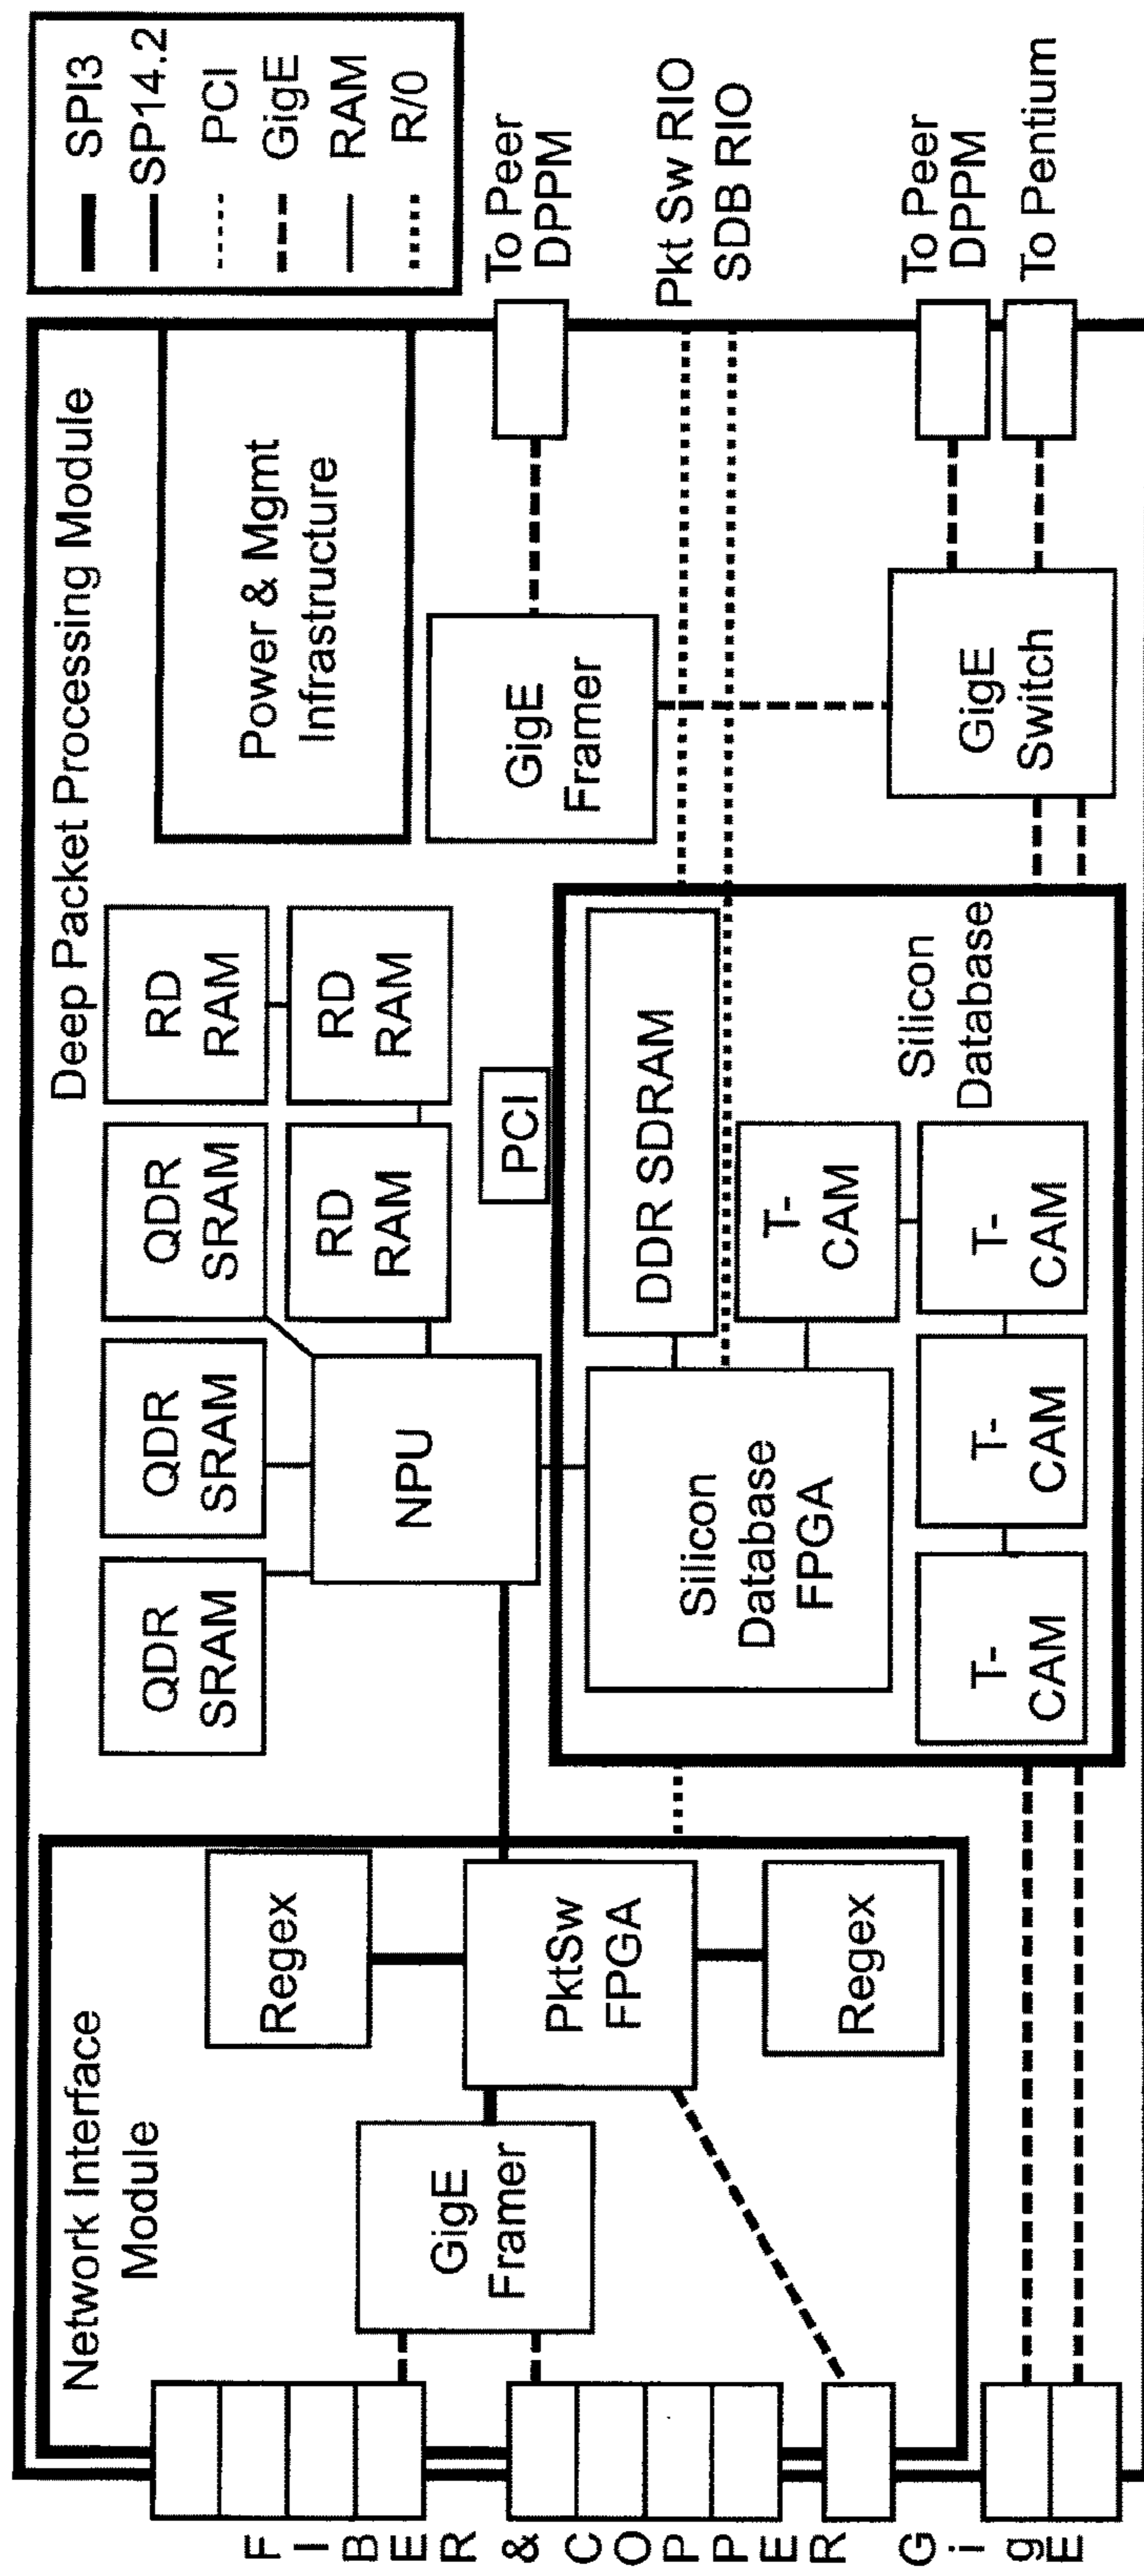 Deep Packet Processing Module
SPI3
SP14.2
PCI
GigE
RAM
R/0
Network Interface
Module
Regex
GigE
Framer
PktSw
FPGA
Regex
QDR
SRAM
QDR
SRAM
QDR
SRAM
RD
RAM
RD
RAM
RD
RAM
NPU
PCI
Power & Mgmt
Infrastructure
GigE
Framer
To Peer
DPPM
Pkt Sw RIO
SDB RIO
Silicon
Database
FPGA
DDR SDRAM
T-
CAM
T-
CAM
T-
CAM
T-
CAM
Silicon
Database
GigE
Switch
To Peer
DPPM
To Pentium
FIBER & COPPER GigE